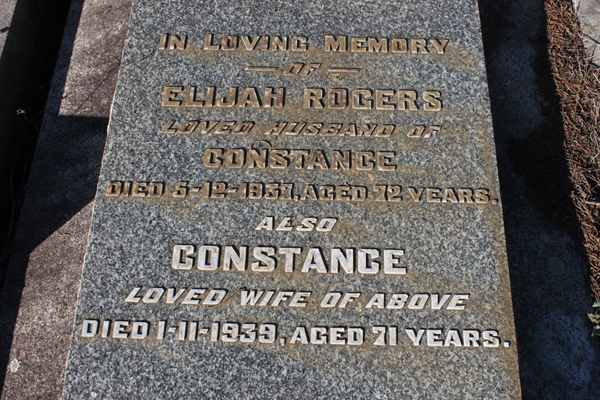 IN LOVING MEMORY
OF
ELIJAH ROGERS
LOVED HUSBAND OF
CONSTANCE
DIED 5-12-1937, AGED 72 YEARS.
ALSO
CONSTANCE
LOVED WIFE OF ABOVE
DIED 1-11-1939, AGED 71 YEARS.